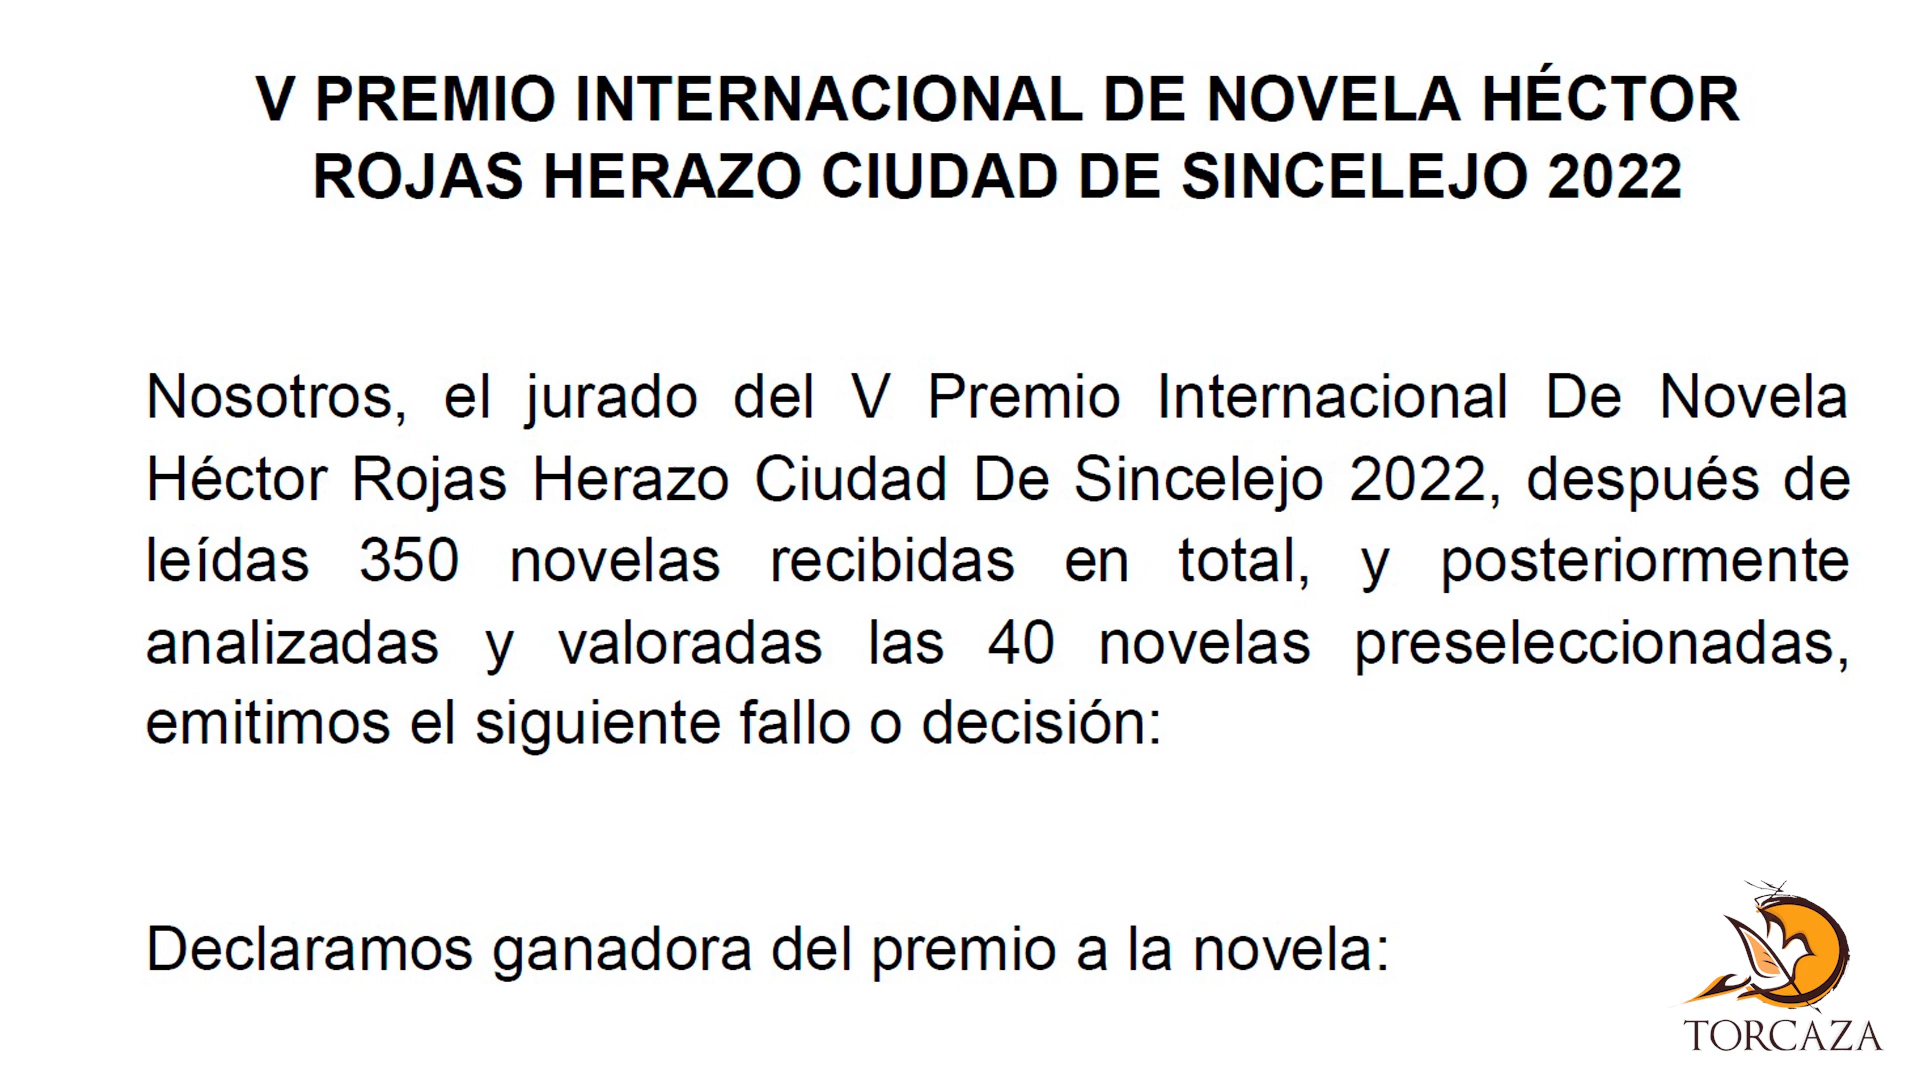 V PREMIO INTERNACIONAL DE NOVELA HÉCTOR
ROJAS HERAZO CIUDAD DE SINCELEJO 2022
Nosotros, el jurado del V Premio Internacional De Novela
Héctor Rojas Herazo Ciudad De Sincelejo 2022, después de
leídas 350 novelas recibidas en total, y posteriormente
analizadas y valoradas las 40 novelas preseleccionadas,
emitimos el siguiente fallo o decisión:
Declaramos ganadora del premio a la novela:
TORCAZA